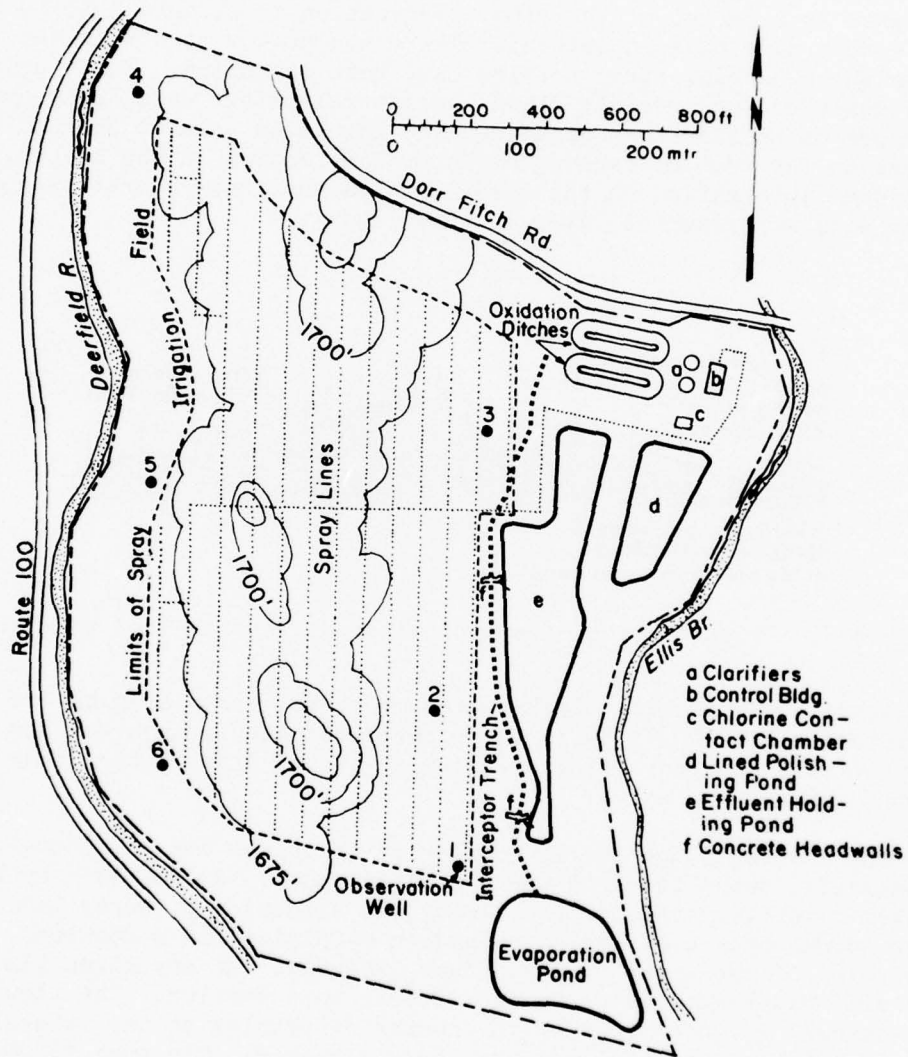 4
0 200 400 600 800 ft
0 100 200 mtr
N
Dorr Fitch Rd.
Field
Deerfield R.
1700'
Oxidation
Ditches
a
b
c
Irrigation
3
5
d
Spray Lines
1700'
e
Route 100
Limits of Spray
Ellis Br.
2
6
1700'
Interceptor Trench
f
1675'
1
Observation
Well
Evaporation
Pond
a Clarifiers
b Control Bldg.
c Chlorine Con-
tact Chamber
d Lined Polish-
ing Pond
e Effluent Hold-
ing Pond
f Concrete Headwalls